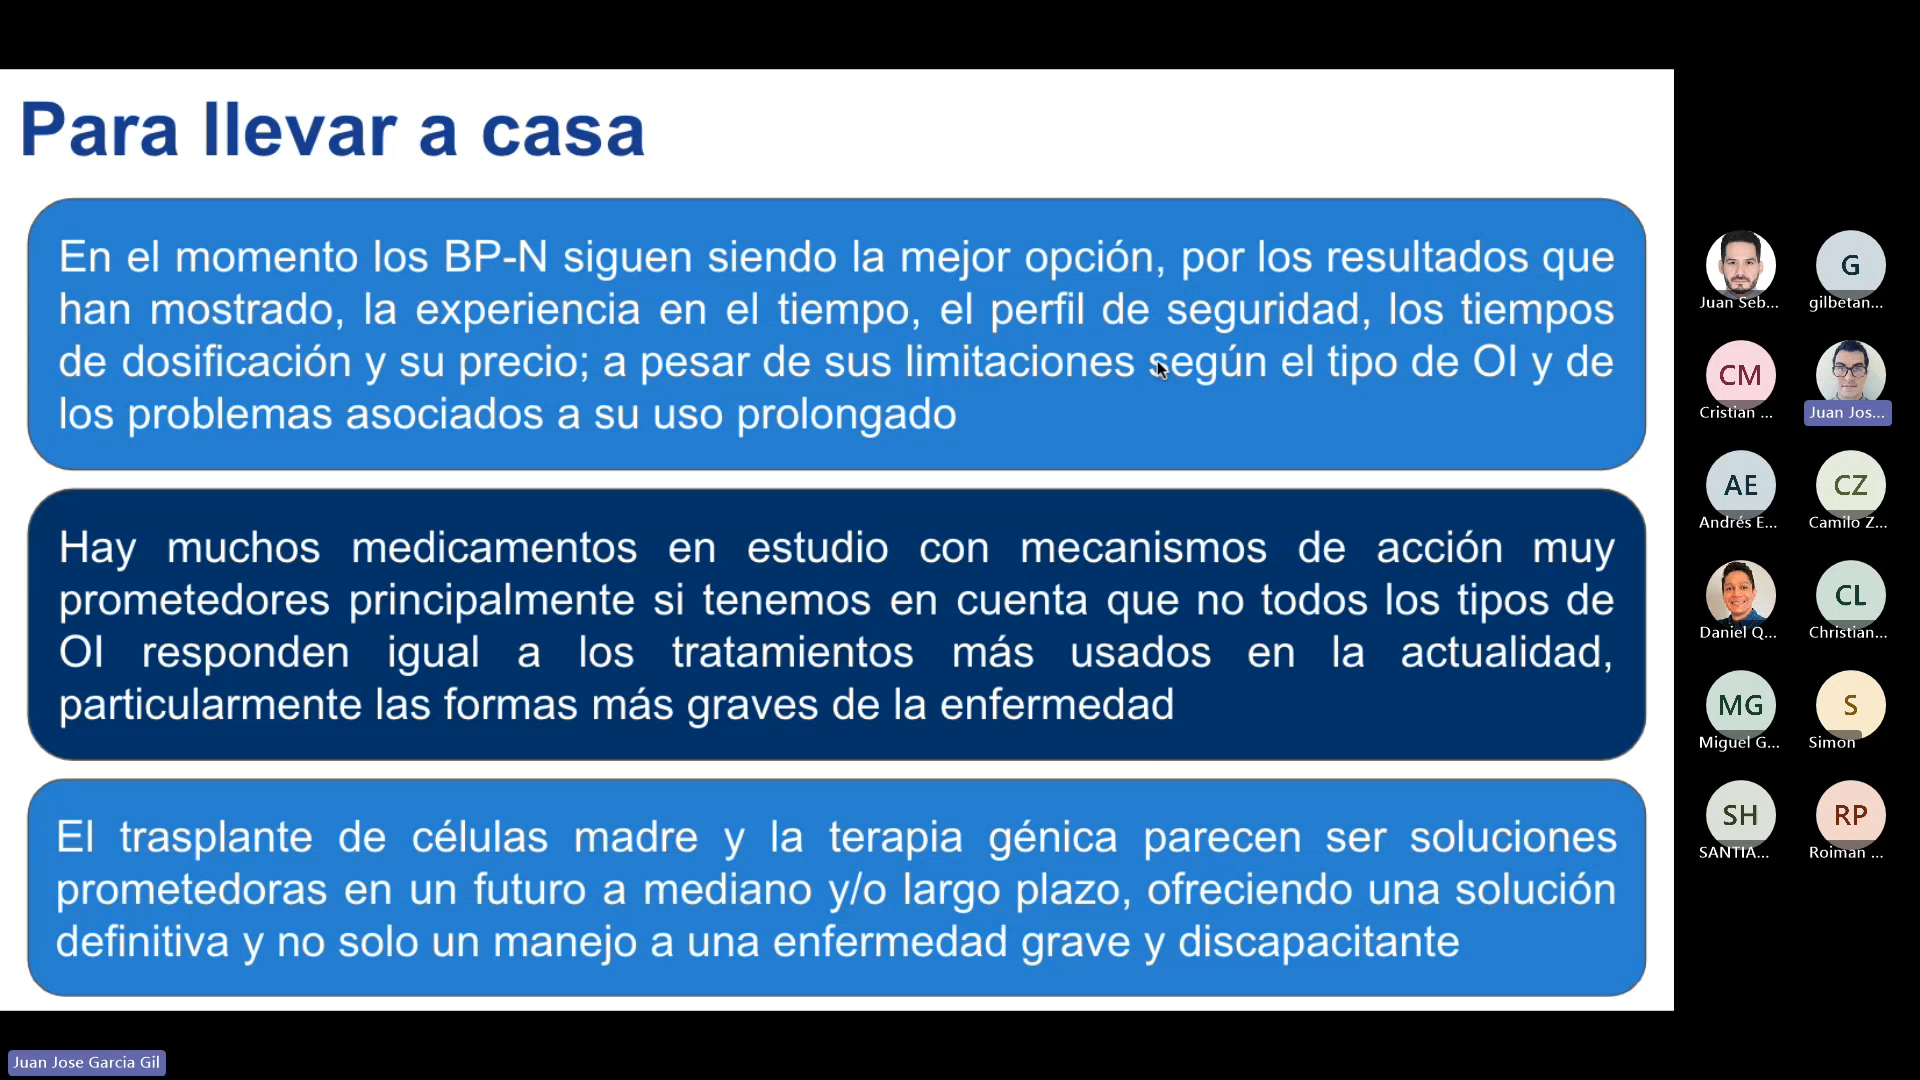 Para llevar a casa
En el momento los BP-N siguen siendo la mejor opción, por los resultados que
han mostrado, la experiencia en el tiempo, el perfil de seguridad, los tiempos
de dosificación y su precio; a pesar de sus limitaciones según el tipo de OI y de
los problemas asociados a su uso prolongado
Hay muchos medicamentos en estudio con mecanismos de acción muy
prometedores principalmente si tenemos en cuenta que no todos los tipos de
OI responden igual a los tratamientos más usados en la actualidad,
particularmente las formas más graves de la enfermedad
El trasplante de células madre y la terapia génica parecen ser soluciones
prometedoras en un futuro a mediano y/o largo plazo, ofreciendo una solución
definitiva y no solo un manejo a una enfermedad grave y discapacitante
Juan Seb...
G
gilbetan...
CM
Cristian ...
Juan Jos...
AE
Andrés E...
CZ
Camilo Z...
Daniel Q...
CL
Christian...
MG
Miguel G...
S
Simon
SH
SANTIA...
RP
Roiman ...
Juan Jose Garcia Gil